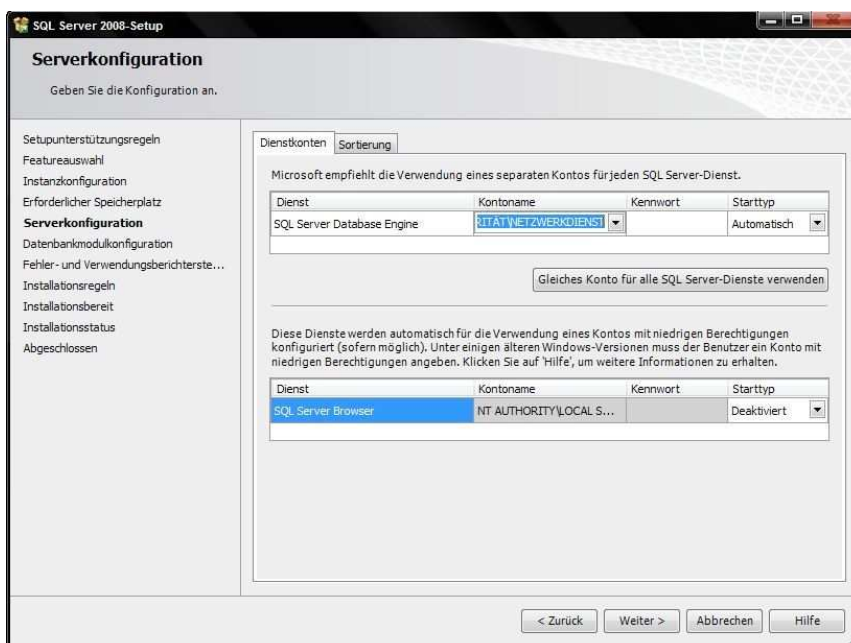 SQL Server 2008-Setup
Serverkonfiguration
Geben Sie die Konfiguration an.
Setupunterstützungsregeln
Featureauswahl
Instanzkonfiguration
Erforderlicher Speicherplatz
Serverkonfiguration
Datenbankmodulkonfiguration
Fehler- und Verwendungsberichterste...
Installationsregeln
Installationsbereit
Installationsstatus
Abgeschlossen
Dienstkonten Sortierung
Microsoft empfiehlt die Verwendung eines separaten Kontos für jeden SQL Server-Dienst.
Dienst Kontoname Kennwort Starttyp
SQL Server Database Engine RITÄT\NETZWERKDIENST Automatisch
Gleiches Konto für alle SQL Server-Dienste verwenden
Diese Dienste werden automatisch für die Verwendung eines Kontos mit niedrigen Berechtigungen
konfiguriert (sofern möglich). Unter einigen älteren Windows-Versionen muss der Benutzer ein Konto mit
niedrigen Berechtigungen angeben. Klicken Sie auf 'Hilfe', um weitere Informationen zu erhalten.
Dienst Kontoname Kennwort Starttyp
SQL Server Browser NT AUTHORITY\LOCAL S... Deaktiviert
< Zurück Weiter > Abbrechen Hilfe